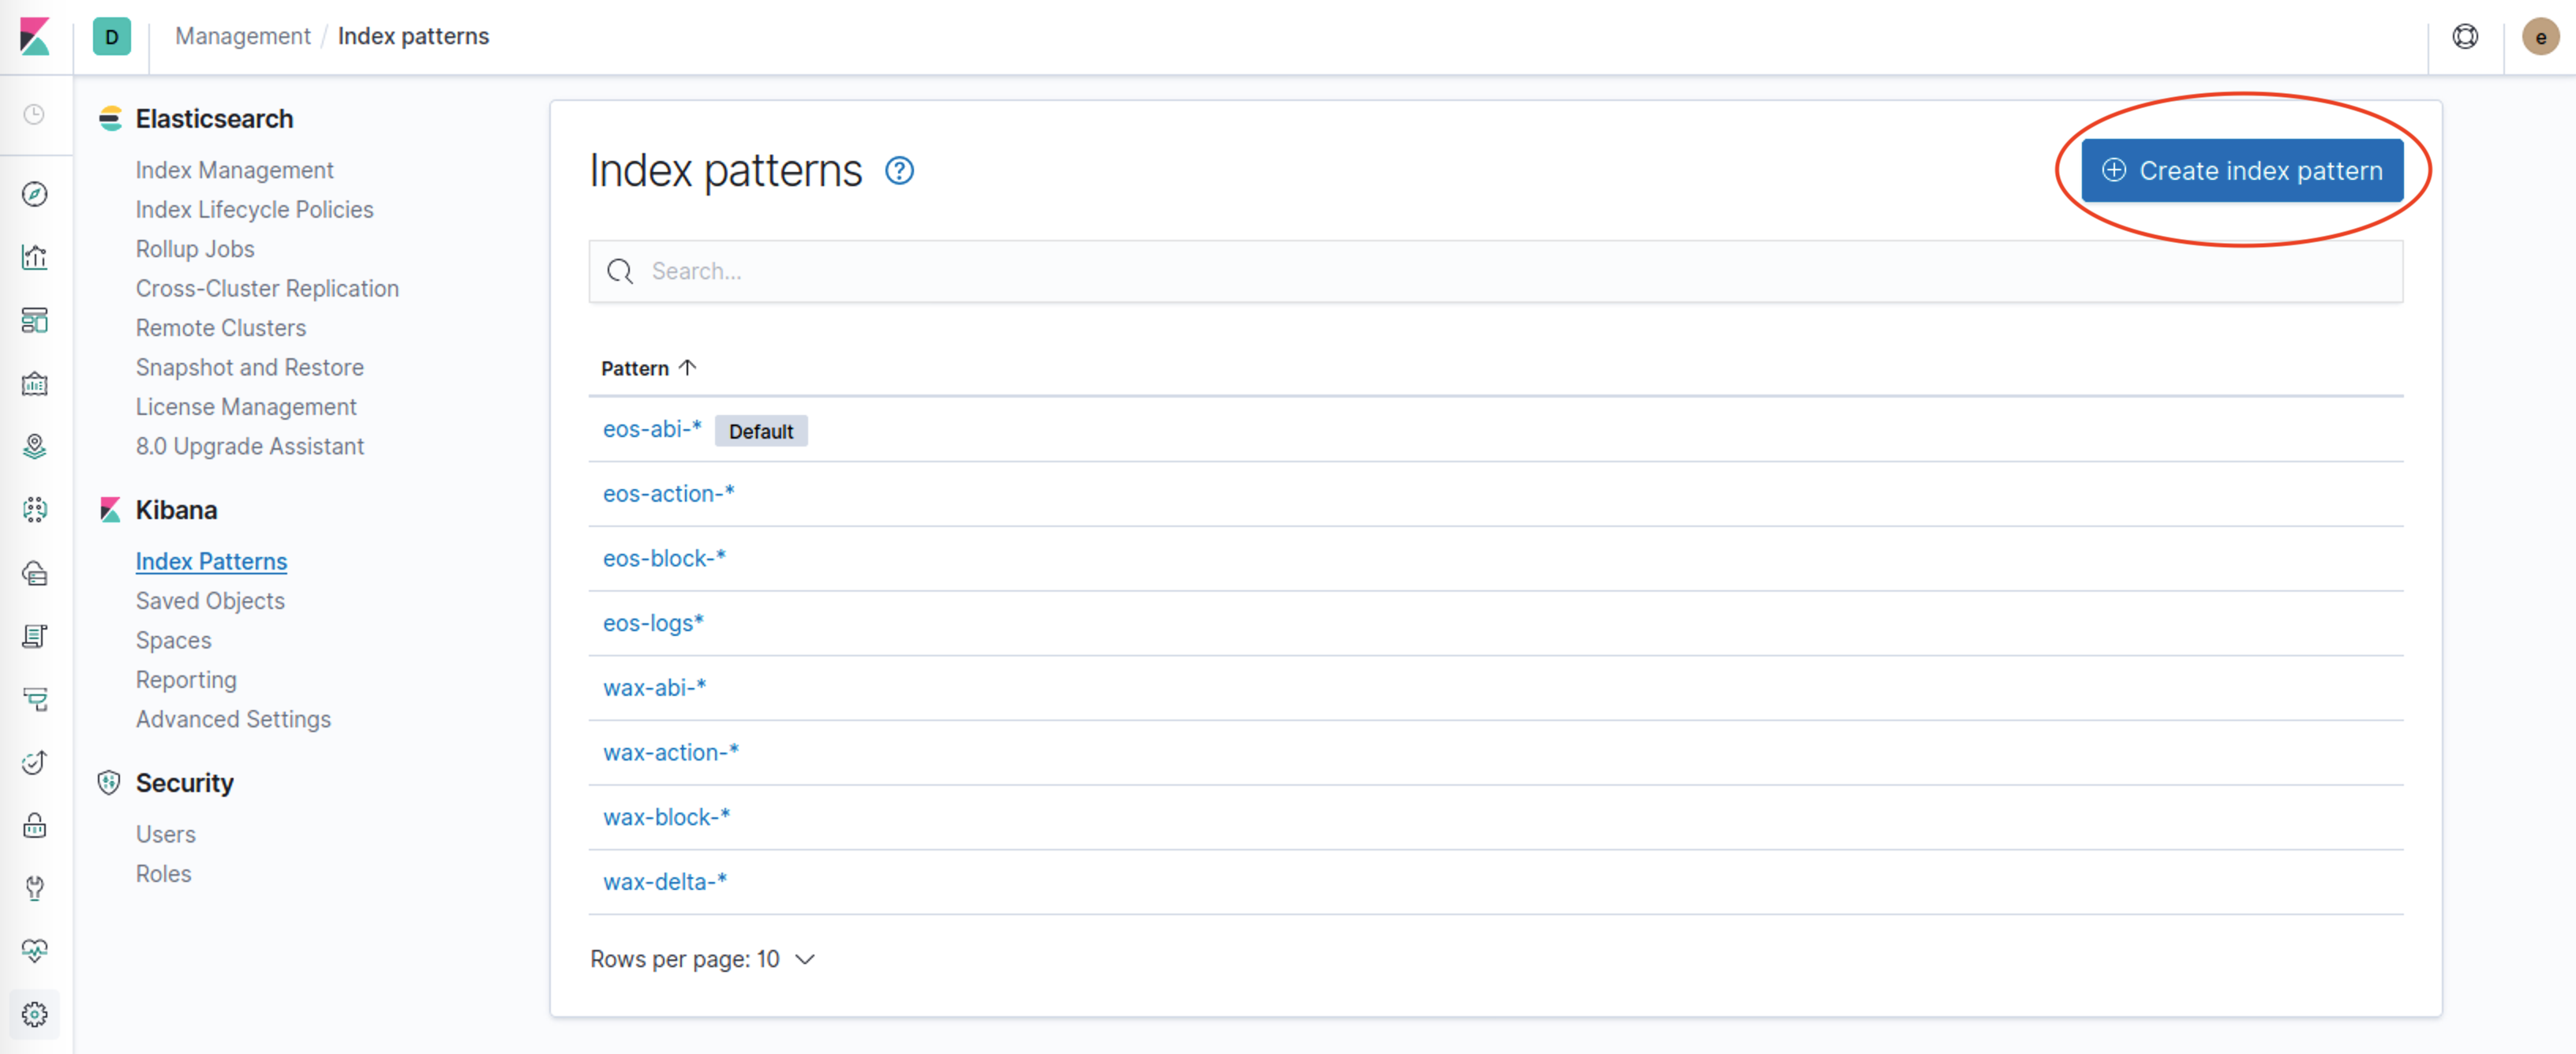 D Management / Index patterns e
Elasticsearch
Index Management
Index Lifecycle Policies
Rollup Jobs
Cross-Cluster Replication
Remote Clusters
Snapshot and Restore
License Management
8.0 Upgrade Assistant
Kibana
Index Patterns
Saved Objects
Spaces
Reporting
Advanced Settings
Security
Users
Roles
Index patterns ?
Create index pattern
Search...
Pattern ↑
eos-abi-* Default
eos-action-*
eos-block-*
eos-logs*
wax-abi-*
wax-action-*
wax-block-*
wax-delta-*
Rows per page: 10